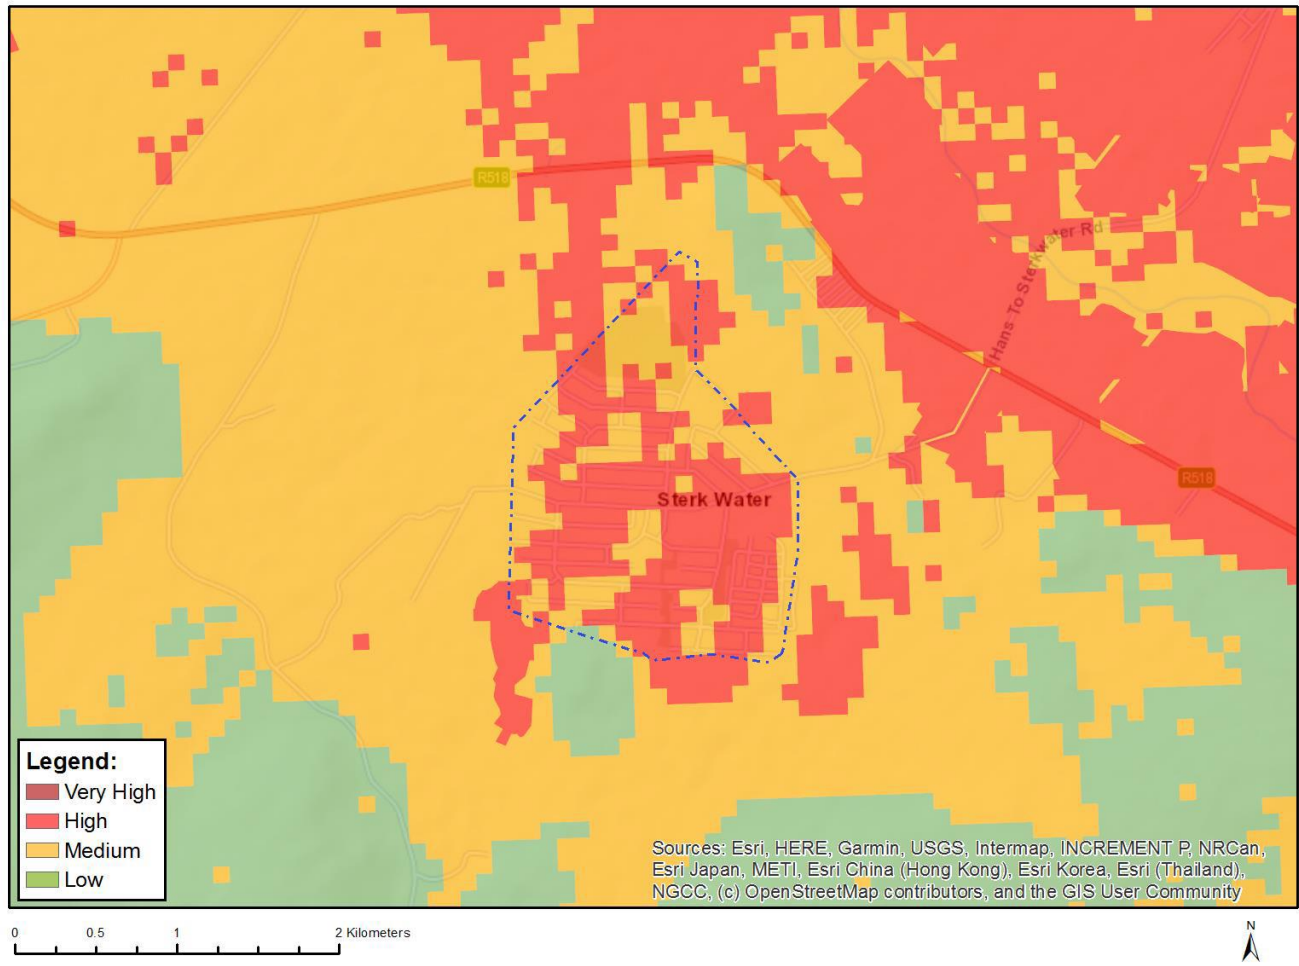 R518
Hans To Sterkwater Rd
R518
Sterk Water
Legend:
Very High
High
Medium
Low
Sources: Esri, HERE, Garmin, USGS, Intermap, INCREMENT P, NRCan,
Esri Japan, METI, Esri China (Hong Kong), Esri Korea, Esri (Thailand),
NGCC, (c) OpenStreetMap contributors, and the GIS User Community
0 0.5 1 2 Kilometers
N